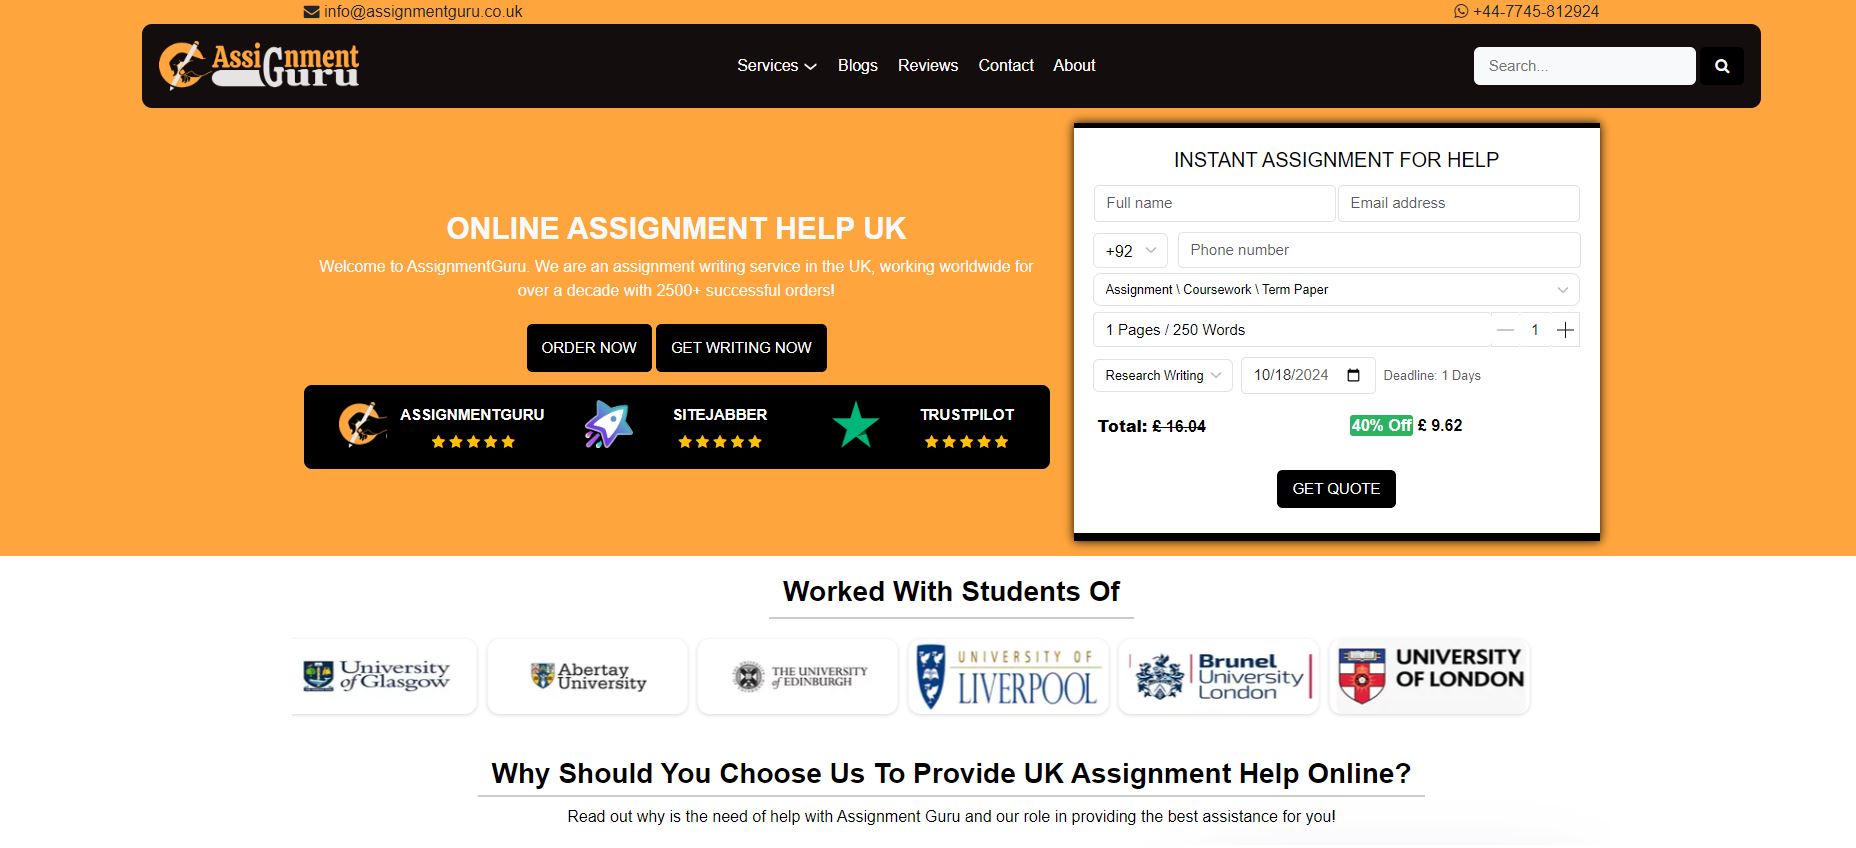 info@assignmentguru.co.uk
+44-7745-812924
AssiGnment
Guru
Services
Blogs
Reviews
Contact
About
Search...
ONLINE ASSIGNMENT HELP UK
Welcome to AssignmentGuru. We are an assignment writing service in the UK, working worldwide for
over a decade with 2500+ successful orders!
ORDER NOW
GET WRITING NOW
ASSIGNMENTGURU
SITEJABBER
TRUSTPILOT
INSTANT ASSIGNMENT FOR HELP
Full name
Email address
+92
Phone number
Assignment \ Coursework \ Term Paper
1 Pages / 250 Words
1
Research Writing
10/18/2024
Deadline: 1 Days
Total: £ 16.04
40% Off £ 9.62
GET QUOTE
Worked With Students Of
University
of Glasgow
Abertay
University
THE UNIVERSITY
of EDINBURGH
UNIVERSITY OF
LIVERPOOL
Brunel
University
London
UNIVERSITY
OF LONDON
Why Should You Choose Us To Provide UK Assignment Help Online?
Read out why is the need of help with Assignment Guru and our role in providing the best assistance for you!